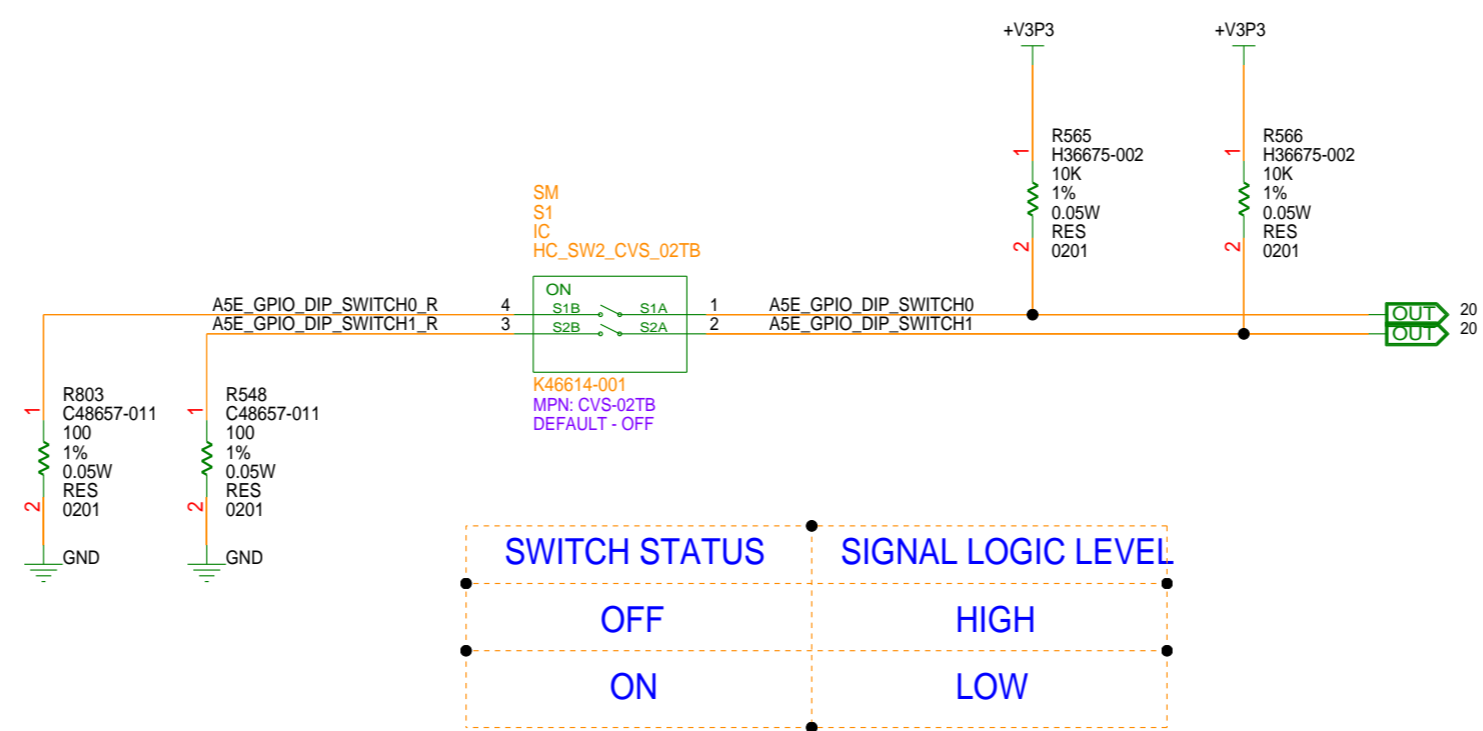 +V3P3
+V3P3
1
R565
H36675-002
10K
1%
0.05W
RES
0201
2
1
R566
H36675-002
10K
1%
0.05W
RES
0201
2
SM
S1
IC
HC_SW2_CVS_02TB
ON
A5E_GPIO_DIP_SWITCH0_R 4 S1B S1A 1 A5E_GPIO_DIP_SWITCH0 OUT 20
A5E_GPIO_DIP_SWITCH1_R 3 S2B S2A 2 A5E_GPIO_DIP_SWITCH1 OUT 20
K46614-001
MPN: CVS-02TB
DEFAULT - OFF
1
R803
C48657-011
100
1%
0.05W
RES
0201
2
GND
1
R548
C48657-011
100
1%
0.05W
RES
0201
2
GND
SWITCH STATUS SIGNAL LOGIC LEVEL
OFF HIGH
ON LOW